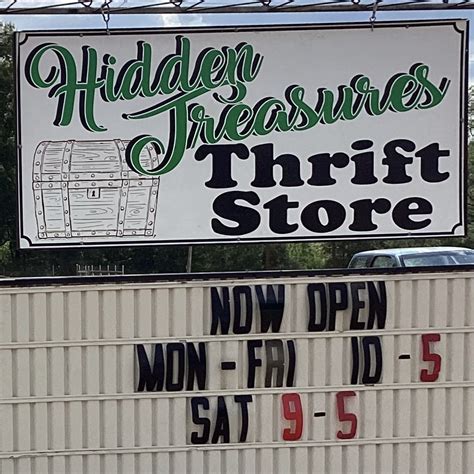 Hidden
Treasures
Thrift
Store
NOW OPEN
MON - FRI 10 - 5
SAT 9 - 5